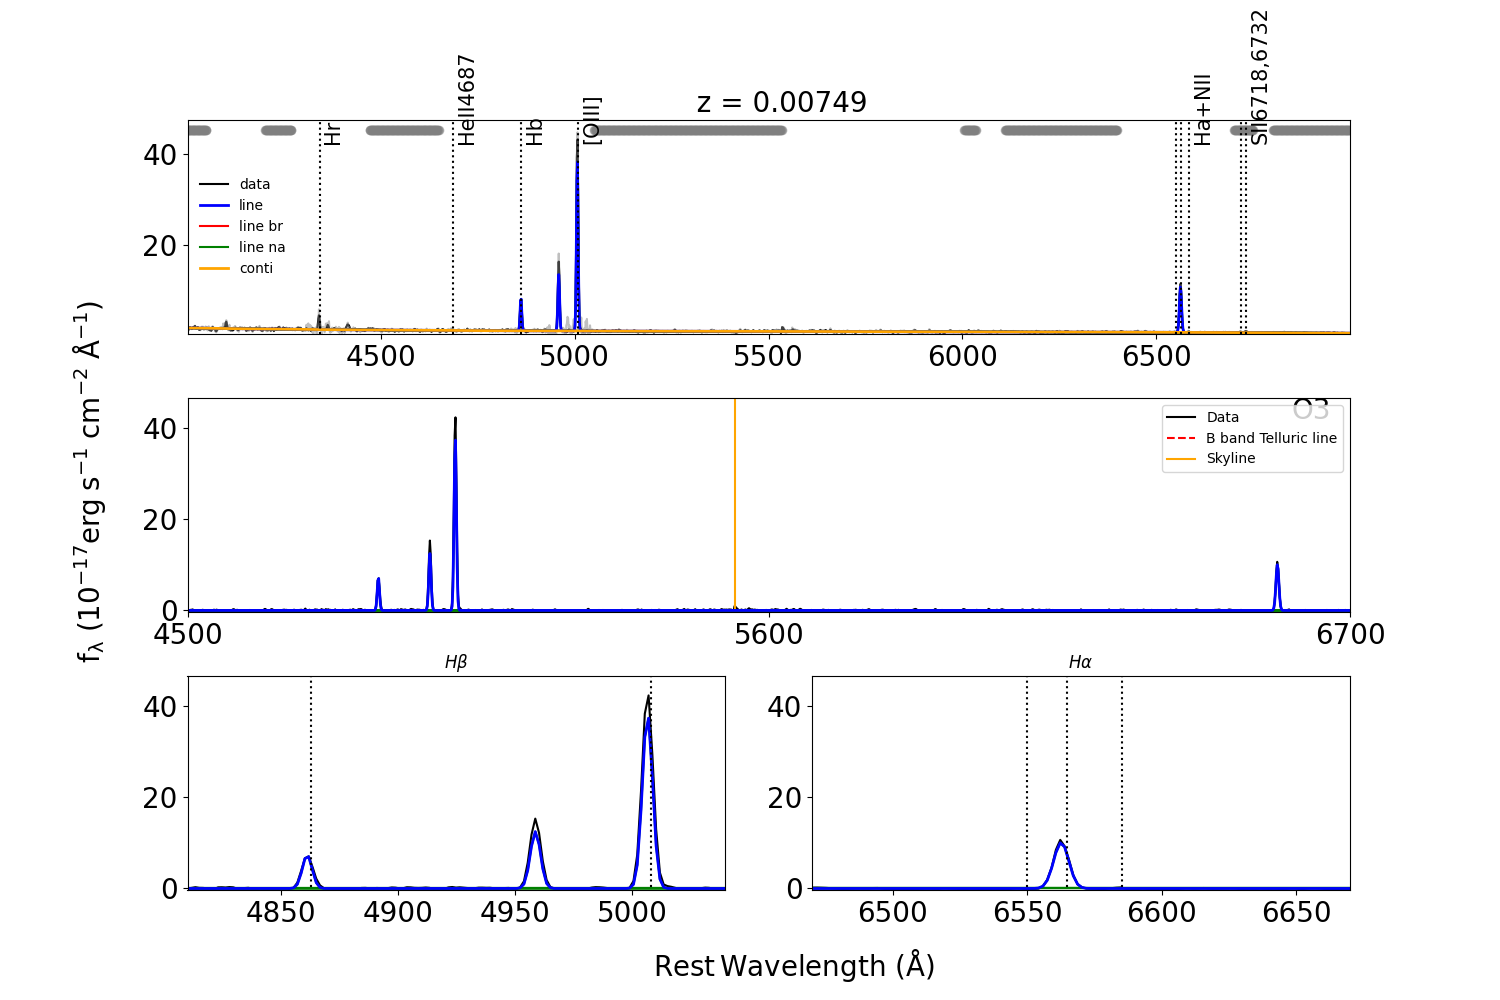 z = 0.00749
Hr
HeII4687
Hb
[OIII]
Ha+NII
SII6718,6732
40
20
data
line
line br
line na
conti
4500 5000 5500 6000 6500
fλ (10⁻¹⁷erg s⁻¹ cm⁻² Å⁻¹)
O3
Data
B band Telluric line
Skyline
40
20
0
4500 5600 6700
Hβ
40
20
0
4850 4900 4950 5000
Hα
40
20
0
6500 6550 6600 6650
Rest Wavelength (Å)